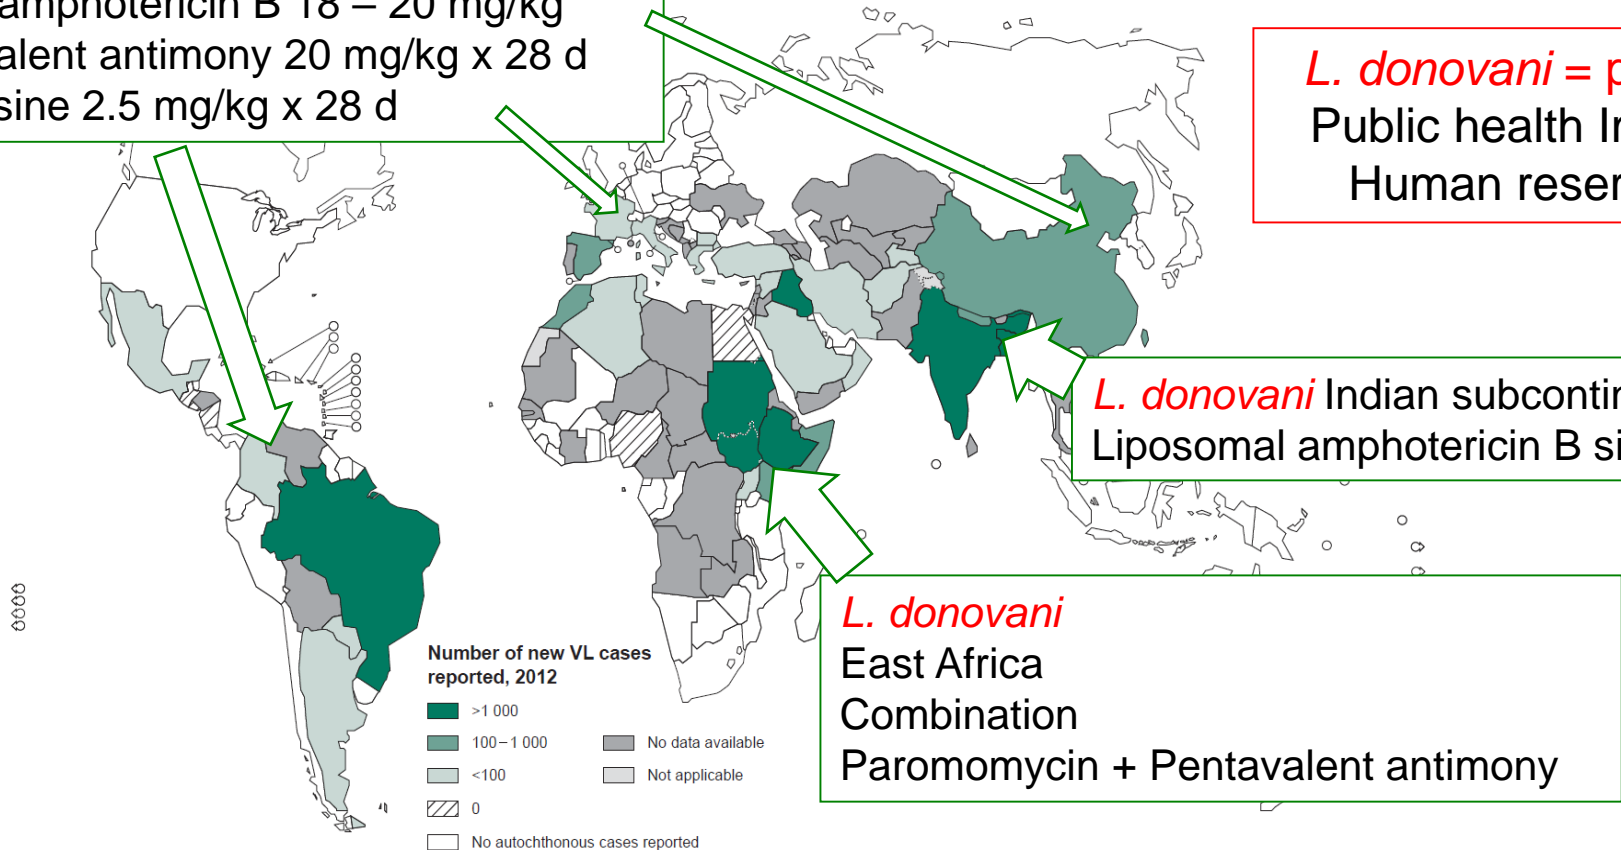 amphotericin B 18 – 20 mg/kg
alent antimony 20 mg/kg x 28 d
sine 2.5 mg/kg x 28 d
L. donovani = p
Public health In
Human reser
L. donovani Indian subcontin
Liposomal amphotericin B si
L. donovani
East Africa
Combination
Paromomycin + Pentavalent antimony
Number of new VL cases
reported, 2012
>1 000
100–1 000
<100
0
No autochthonous cases reported
No data available
Not applicable